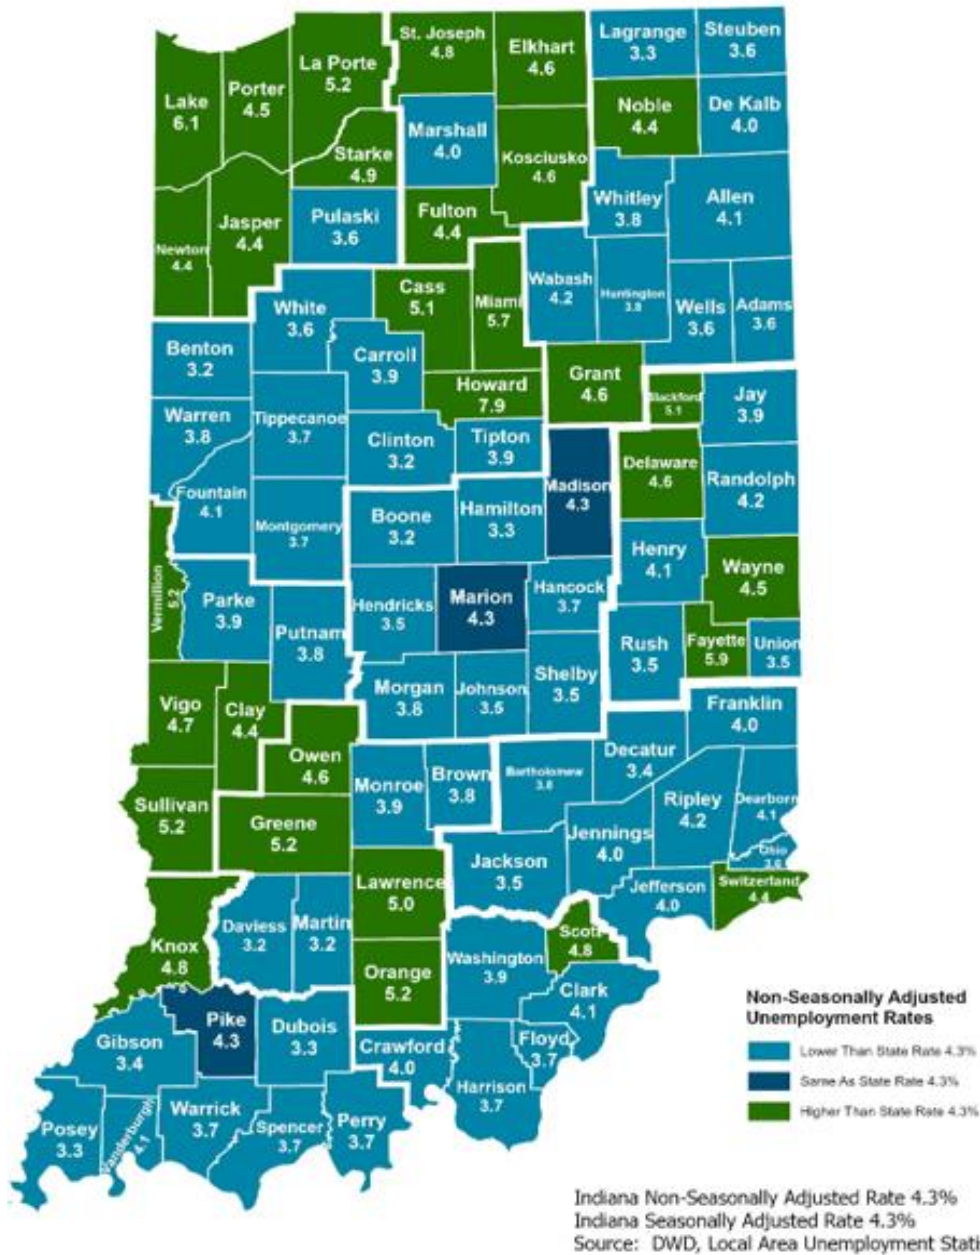 St. Joseph
4.8
Elkhart
4.6
Lagrange
3.3
Steuben
3.6
La Porte
5.2
Porter
4.5
Lake
6.1
Noble
4.4
De Kalb
4.0
Marshall
4.0
Starke
4.9
Kosciusko
4.6
Whitley
3.8
Allen
4.1
Pulaski
3.6
Fulton
4.4
Jasper
4.4
Newton
4.4
Cass
5.1
Miami
5.7
Wabash
4.2
Huntington
3.8
Wells
3.6
Adams
3.6
White
3.6
Benton
3.2
Carroll
3.9
Howard
7.9
Grant
4.6
Blackford
5.1
Jay
3.9
Warren
3.8
Tippecanoe
3.7
Clinton
3.2
Tipton
3.9
Madison
4.3
Delaware
4.6
Randolph
4.2
Fountain
4.1
Montgomery
3.7
Boone
3.2
Hamilton
3.3
Henry
4.1
Wayne
4.5
Vermillion
5.2
Parke
3.9
Putnam
3.8
Hendricks
3.5
Marion
4.3
Hancock
3.7
Rush
3.5
Fayette
5.9
Union
3.5
Vigo
4.7
Clay
4.4
Morgan
3.8
Johnson
3.5
Shelby
3.5
Franklin
4.0
Owen
4.6
Monroe
3.9
Brown
3.8
Bartholomew
Decatur
3.4
Sullivan
5.2
Greene
5.2
Ripley
4.2
Dearborn
4.1
Ohio
3.6
Jennings
4.0
Jackson
3.5
Lawrence
5.0
Jefferson
4.0
Switzerland
4.4
Knox
4.8
Daviess
3.2
Martin
3.2
Orange
5.2
Washington
3.9
Scott
4.8
Clark
4.1
Gibson
3.4
Pike
4.3
Dubois
3.3
Crawford
4.0
Floyd
3.7
Harrison
3.7
Posey
3.3
Vanderburgh
4.1
Warrick
3.7
Spencer
3.7
Perry
3.7
Non-Seasonally Adjusted
Unemployment Rates
Lower Than State Rate 4.3%
Same As State Rate 4.3%
Higher Than State Rate 4.3%
Indiana Non-Seasonally Adjusted Rate 4.3%
Indiana Seasonally Adjusted Rate 4.3%
Source: DWD, Local Area Unemployment Stati